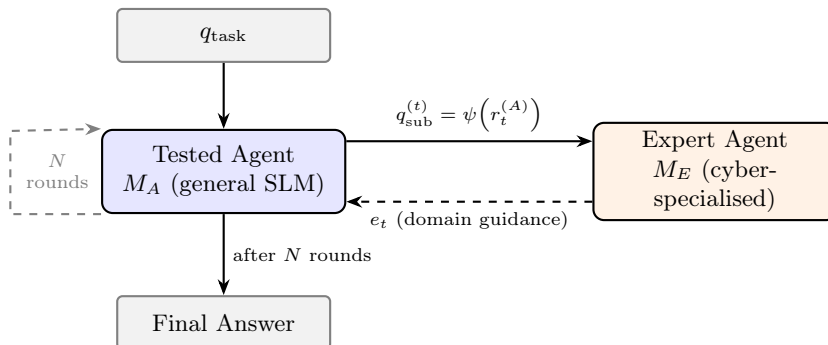 q_task
q_sub^(t) = ψ(r_t^(A))
Tested Agent
M_A (general SLM)
Expert Agent
M_E (cyber-
specialised)
N
rounds
e_t (domain guidance)
after N rounds
Final Answer